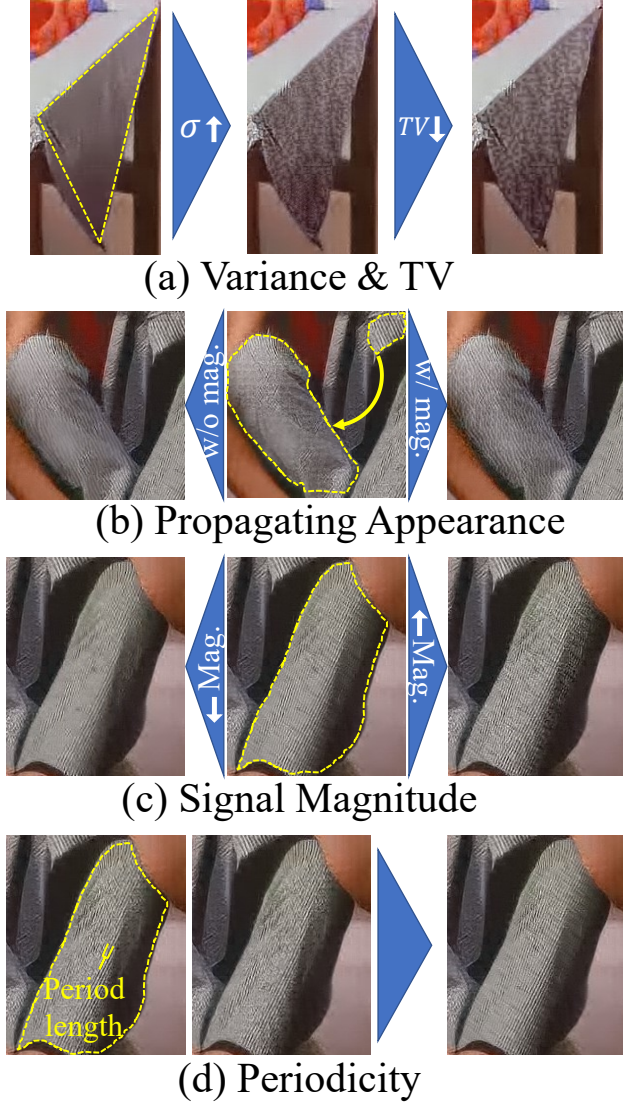 σ ↑
TV ↓
(a) Variance & TV
w/o mag.
w/ mag.
(b) Propagating Appearance
↓ Mag.
↑ Mag.
(c) Signal Magnitude
Period
length
(d) Periodicity